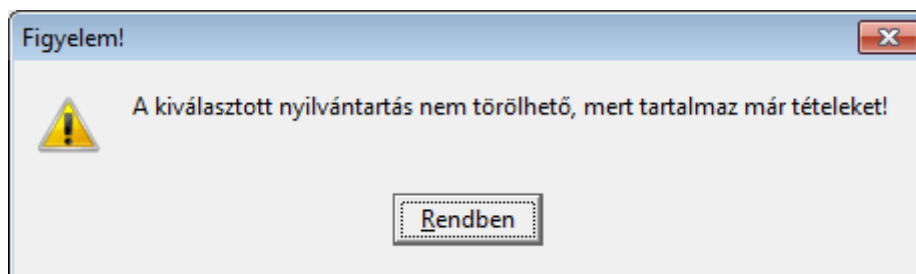 Figyelem!
A kiválasztott nyilvántartás nem törölhető, mert tartalmaz már tételeket!
Rendben